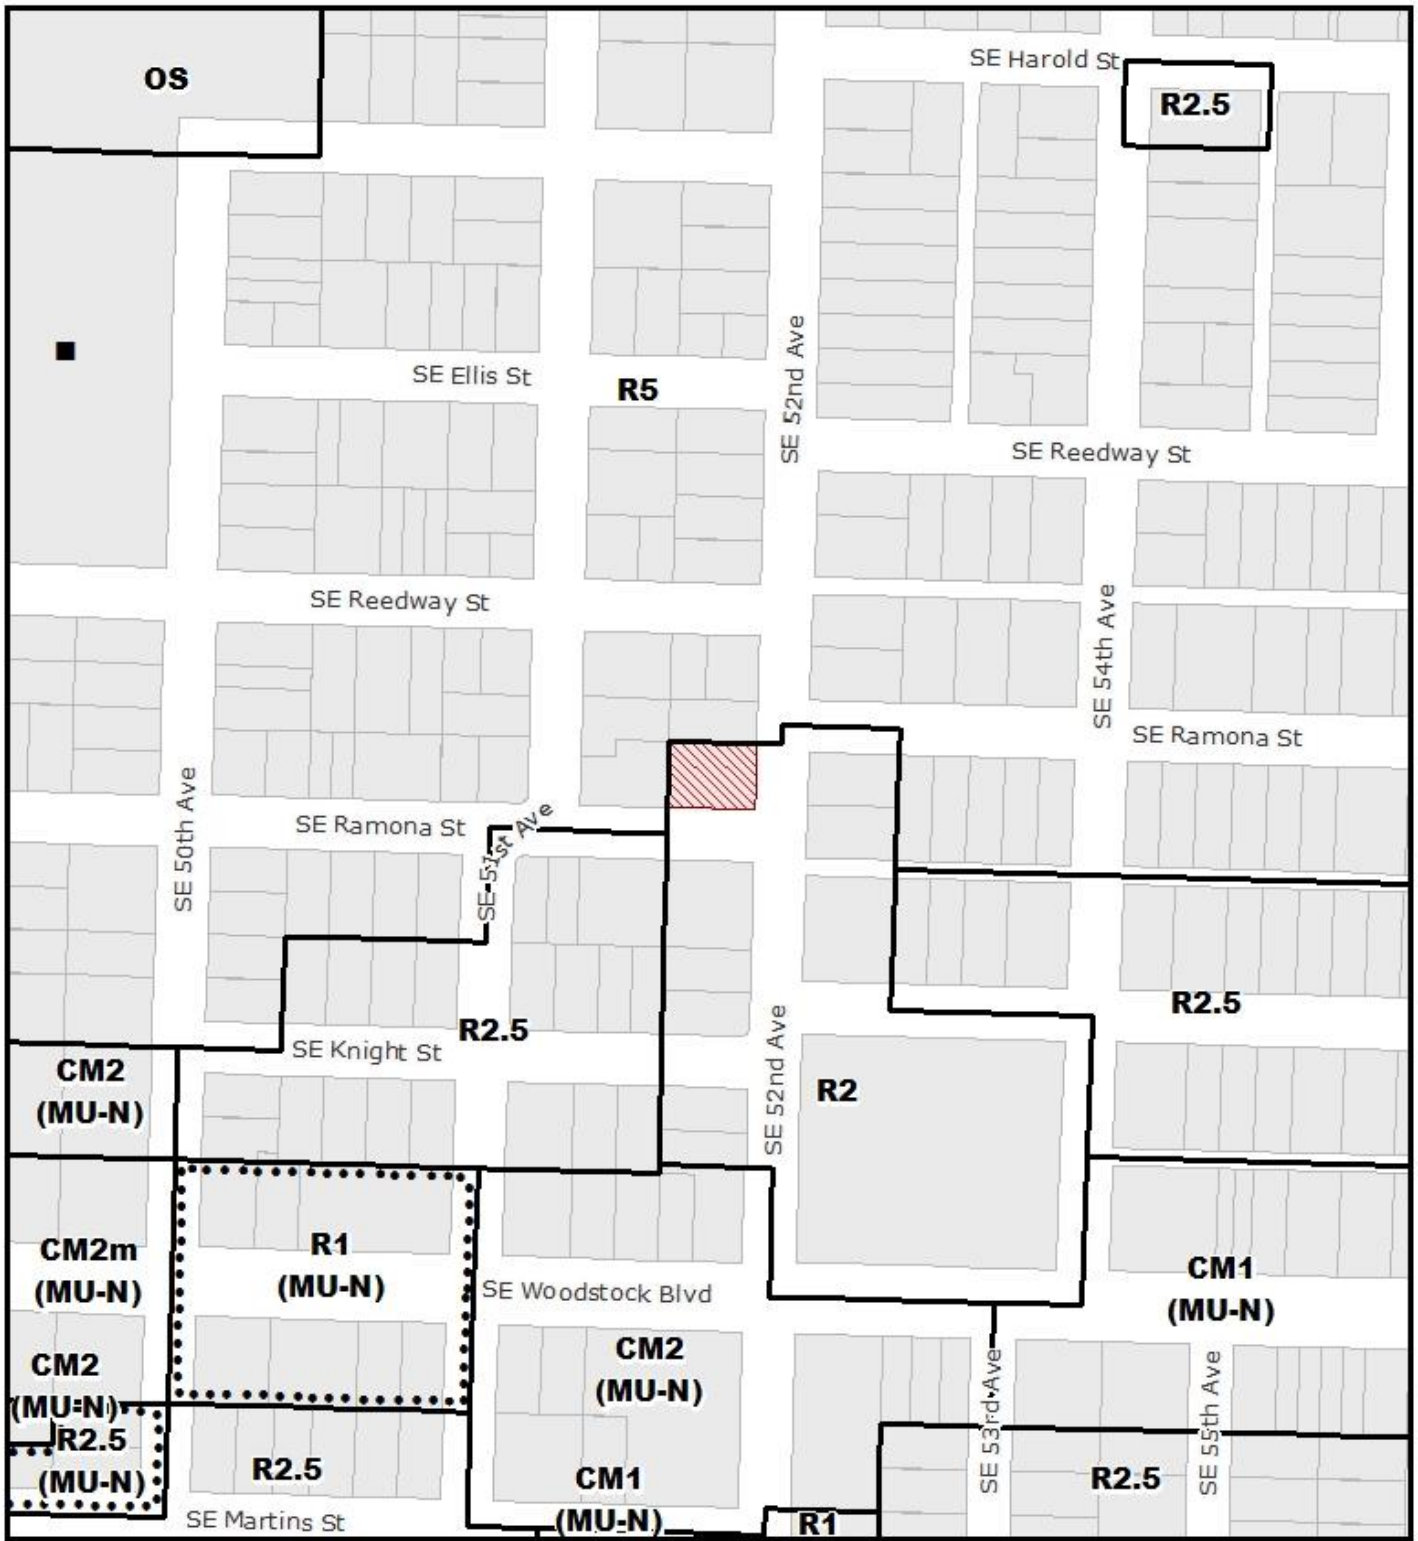 OS
SE Harold St
R2.5
SE Ellis St
R5
SE 52nd Ave
SE Reedway St
SE Reedway St
SE 54th Ave
SE Ramona St
SE 50th Ave
SE Ramona St
SE 51st Ave
R2.5
R2.5
SE Knight St
CM2
(MU-N)
SE 52nd Ave
R2
CM2m
(MU-N)
R1
(MU-N)
SE Woodstock Blvd
CM1
(MU-N)
CM2
(MU-N)
CM2
(MU-N)
SE 53rd Ave
SE 55th Ave
R2.5
(MU-N)
R2.5
CM1
(MU-N)
R2.5
SE Martins St
R1